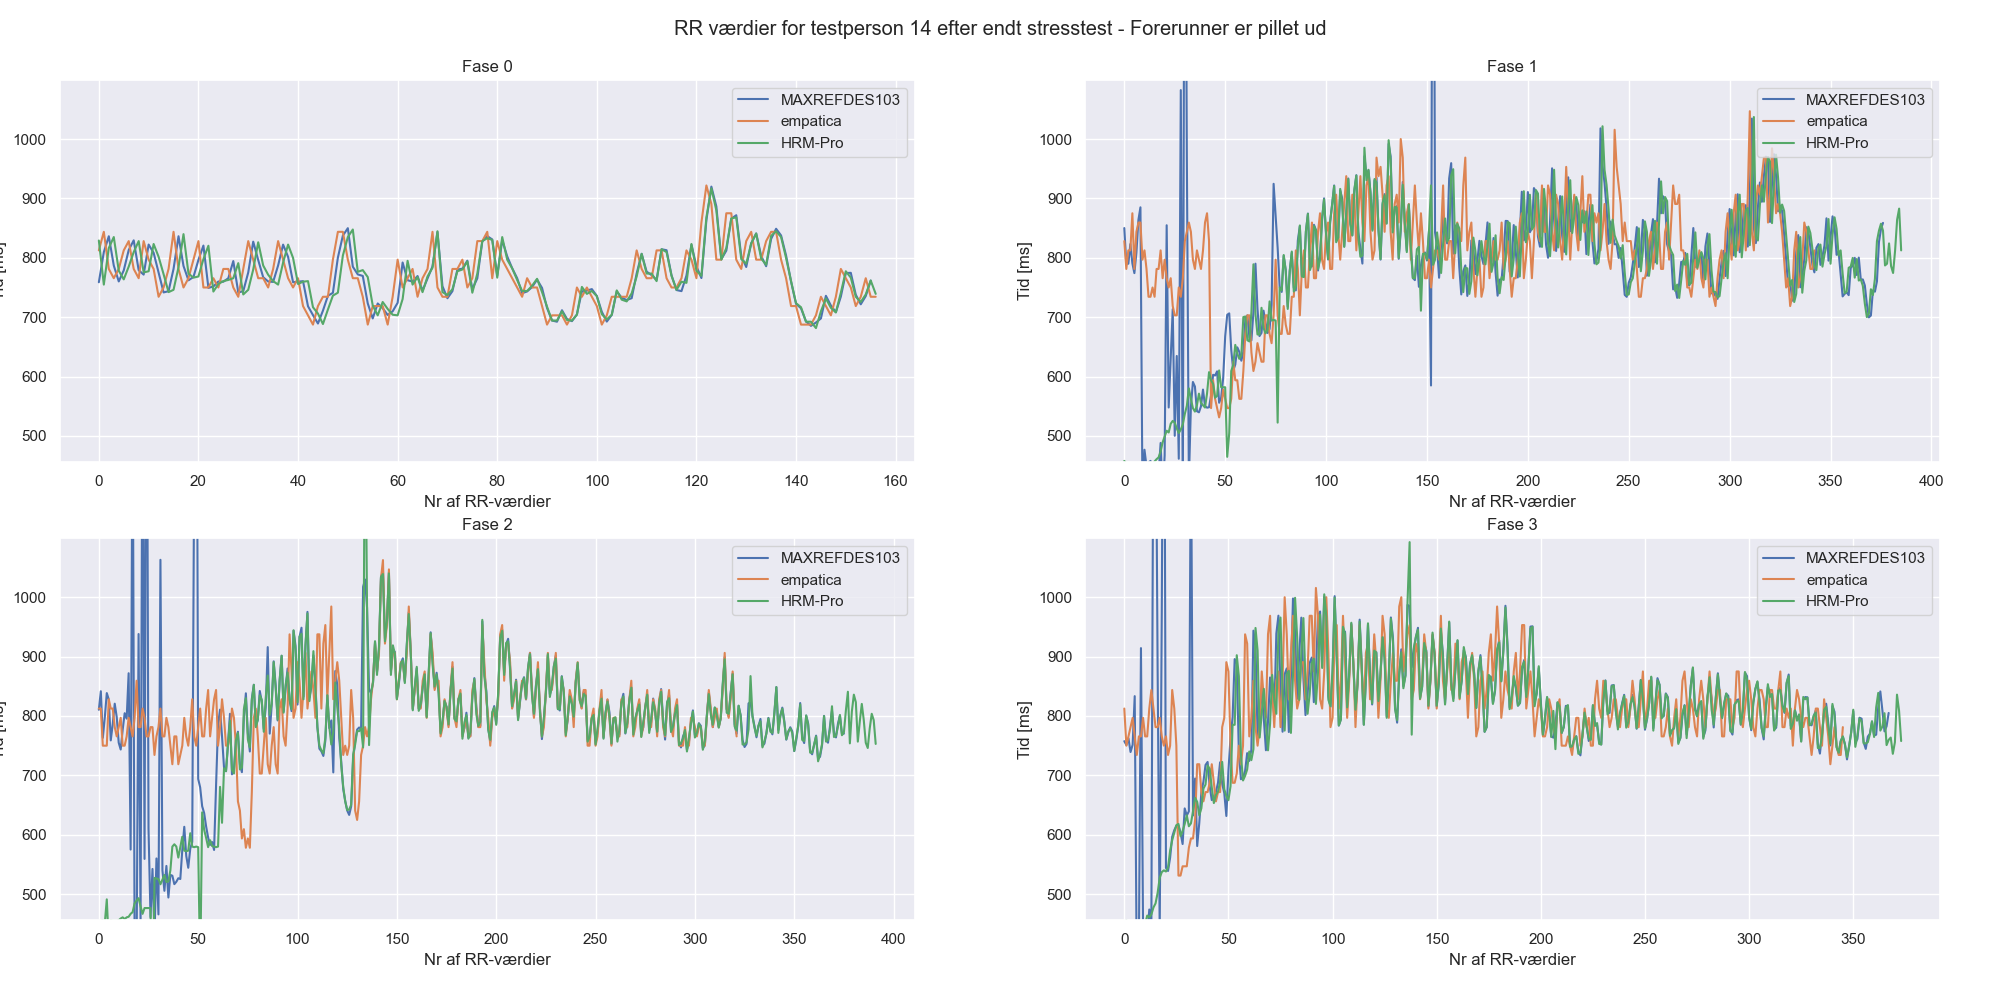 RR værdier for testperson 14 efter endt stresstest - Forerunner er pillet ud
Fase 0
MAXREFDES103
empatica
HRM-Pro
1000
900
800
700
600
500
0 20 40 60 80 100 120 140 160
Nr af RR-værdier
Fase 1
Tid [ms]
MAXREFDES103
empatica
HRM-Pro
1000
900
800
700
600
500
0 50 100 150 200 250 300 350 400
Nr af RR-værdier
Fase 2
MAXREFDES103
empatica
HRM-Pro
1000
900
800
700
600
500
0 50 100 150 200 250 300 350 400
Nr af RR-værdier
Fase 3
Tid [ms]
MAXREFDES103
empatica
HRM-Pro
1000
900
800
700
600
500
0 50 100 150 200 250 300 350
Nr af RR-værdier